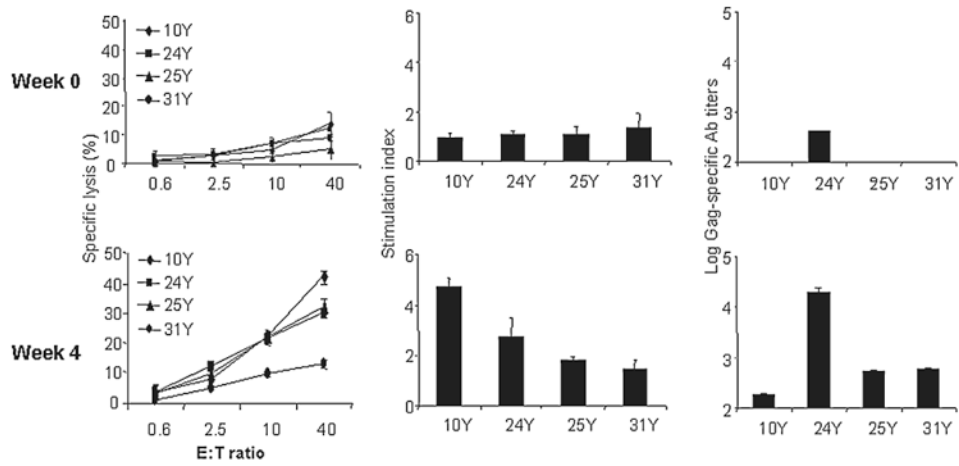 Week 0
Specific lysis (%)
50
40
30
20
10
0
10Y
24Y
25Y
31Y
0.6 2.5 10 40
Stimulation index
6
4
2
0
10Y 24Y 25Y 31Y
Log Gag-specific Ab titers
5
4
3
2
10Y 24Y 25Y 31Y
Week 4
50
40
30
20
10
0
10Y
24Y
25Y
31Y
0.6 2.5 10 40
E:T ratio
6
4
2
0
10Y 24Y 25Y 31Y
5
4
3
2
10Y 24Y 25Y 31Y